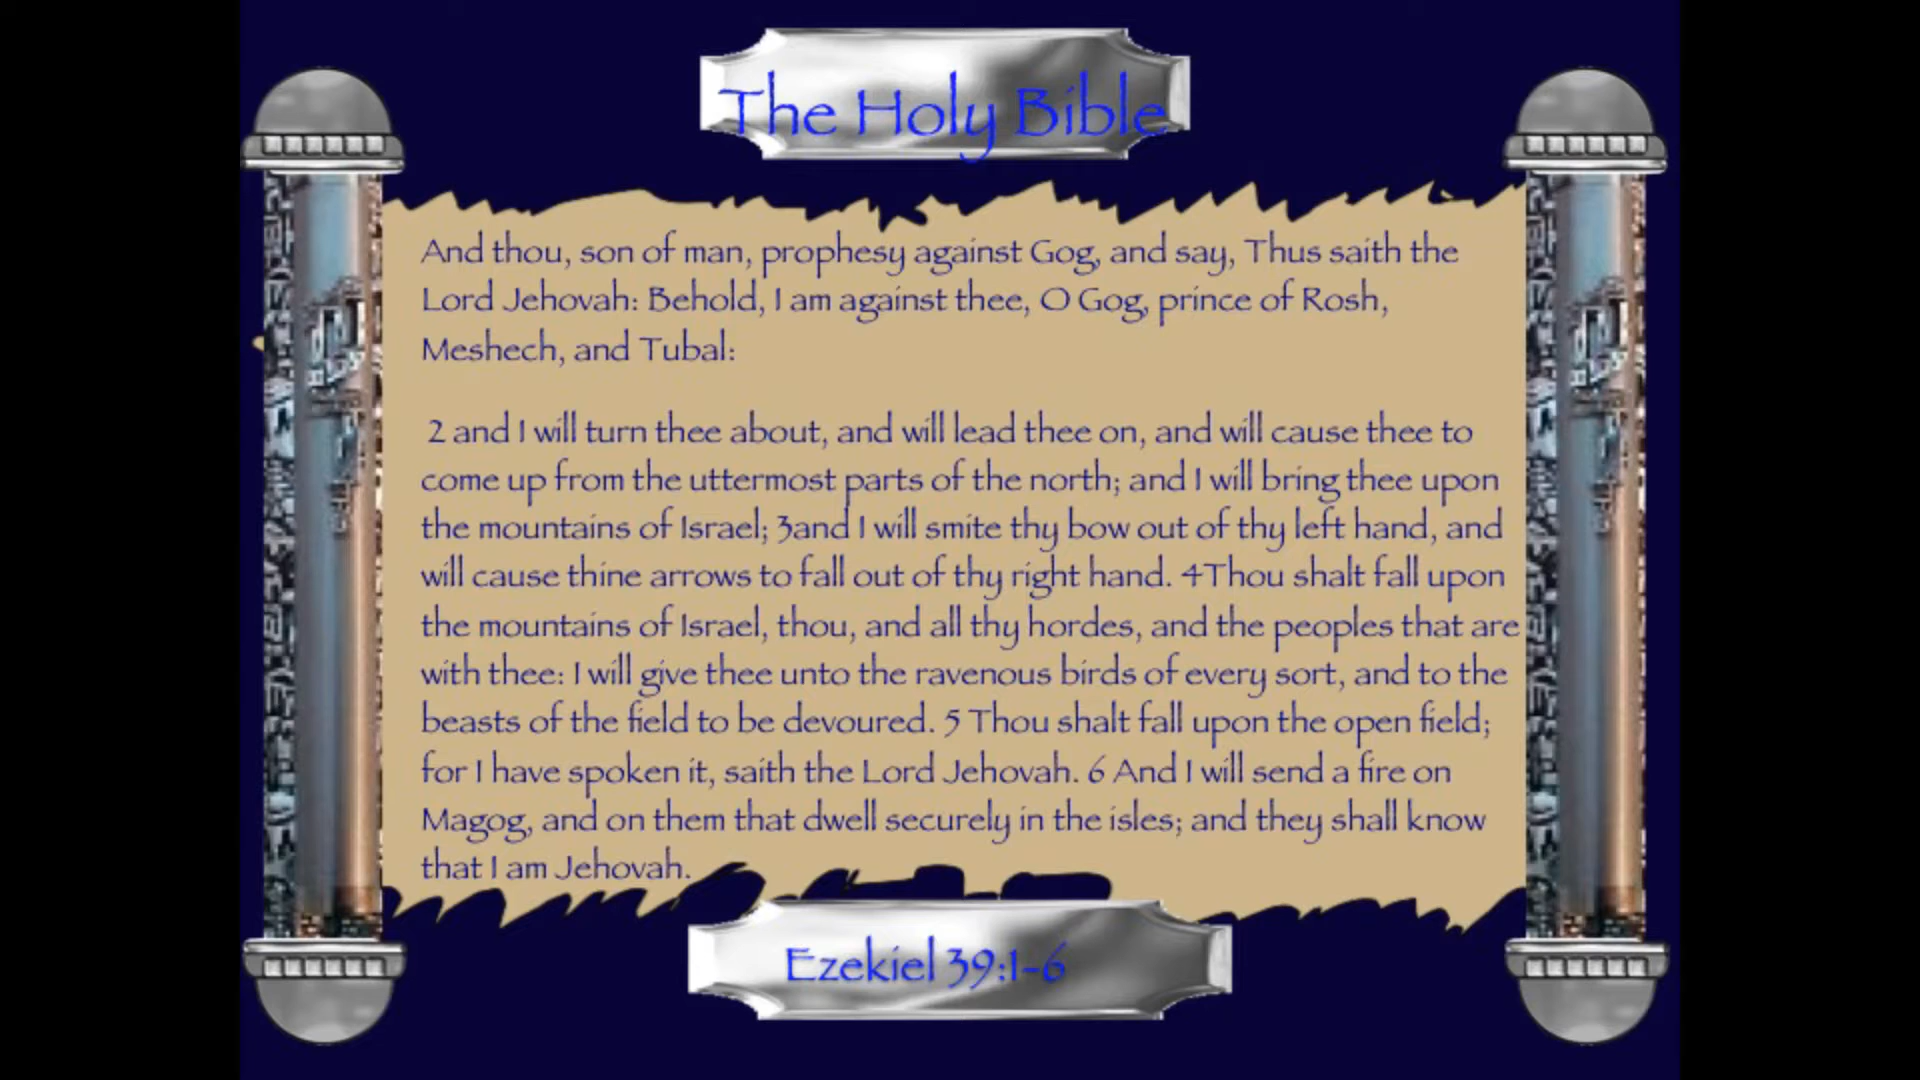 The Holy Bible
And thou, son of man, prophesy against Gog, and say, Thus saith the
Lord Jehovah: Behold, I am against thee, O Gog, prince of Rosh,
Meshech, and Tubal:
2 and I will turn thee about, and will lead thee on, and will cause thee to
come up from the uttermost parts of the north; and I will bring thee upon
the mountains of Israel; 3and I will smite thy bow out of thy left hand, and
will cause thine arrows to fall out of thy right hand. 4Thou shalt fall upon
the mountains of Israel, thou, and all thy hordes, and the peoples that are
with thee: I will give thee unto the ravenous birds of every sort, and to the
beasts of the field to be devoured. 5 Thou shalt fall upon the open field;
for I have spoken it, saith the Lord Jehovah. 6 And I will send a fire on
Magog, and on them that dwell securely in the isles; and they shall know
that I am Jehovah.
Ezekiel 39:1-6